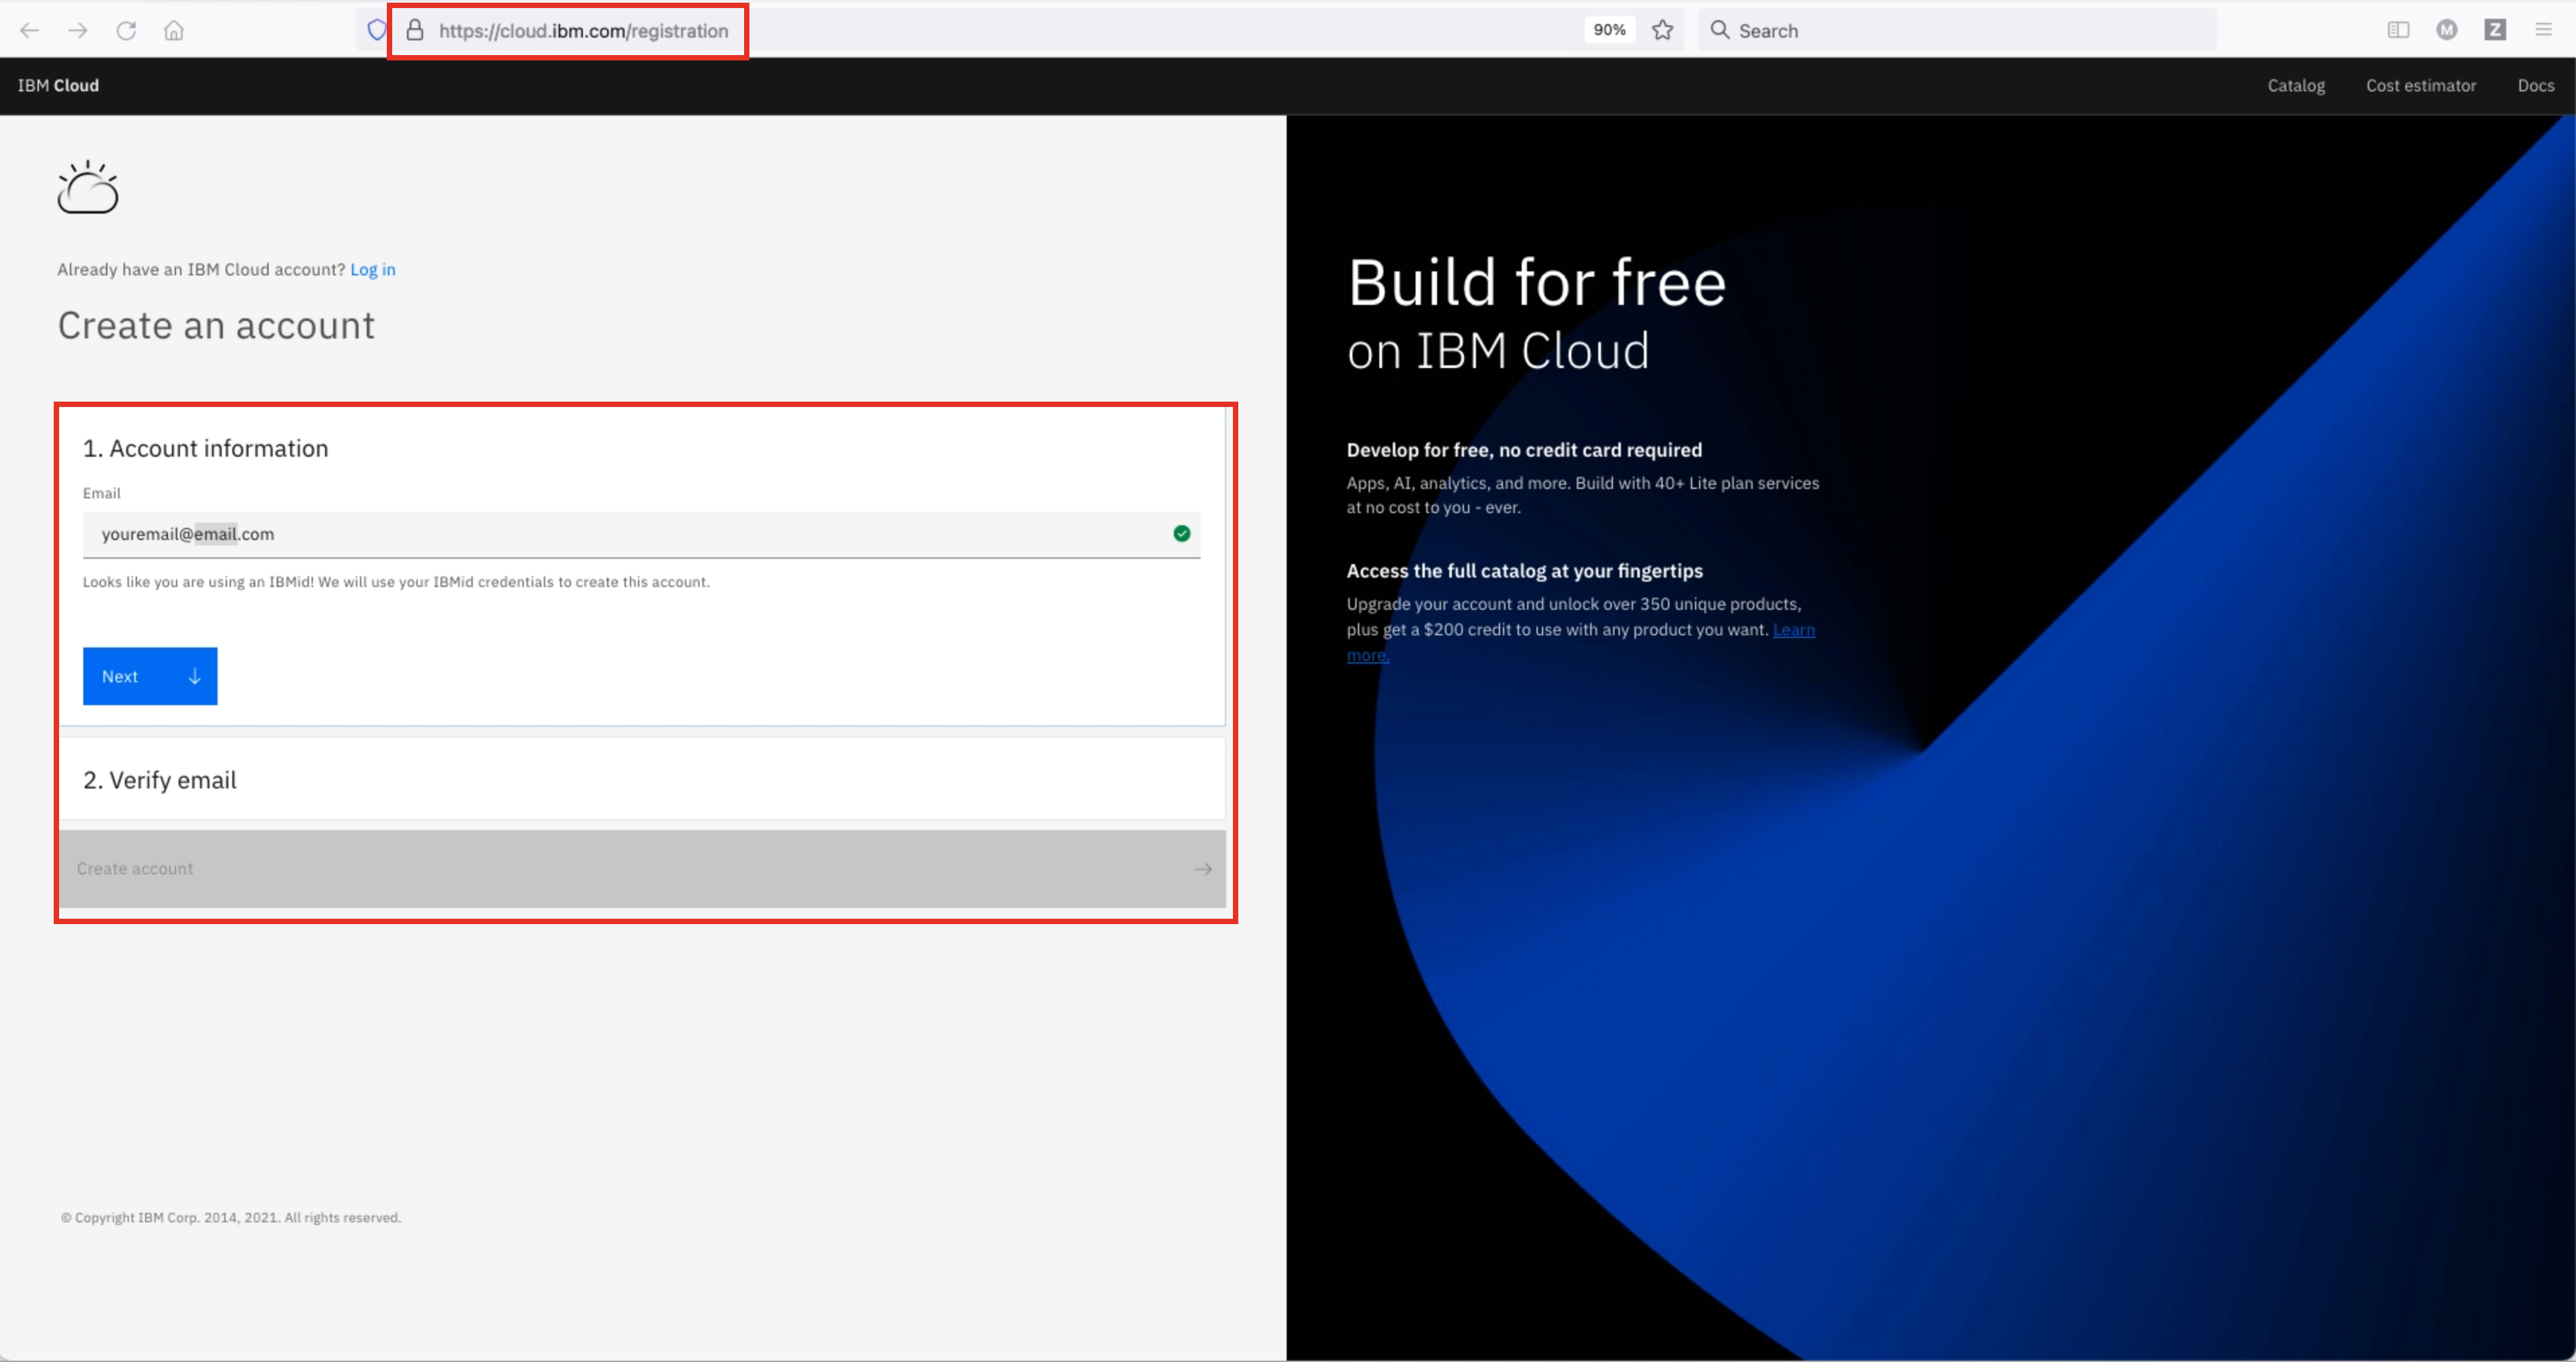 https://cloud.ibm.com/registration
90%
Search
M
Z
IBM Cloud
Catalog
Cost estimator
Docs
Already have an IBM Cloud account? Log in
Create an account
1. Account information
Email
youremail@email.com
Looks like you are using an IBMid! We will use your IBMid credentials to create this account.
Next
2. Verify email
Create account
© Copyright IBM Corp. 2014, 2021. All rights reserved.
Build for free
on IBM Cloud
Develop for free, no credit card required
Apps, AI, analytics, and more. Build with 40+ Lite plan services
at no cost to you - ever.
Access the full catalog at your fingertips
Upgrade your account and unlock over 350 unique products,
plus get a $200 credit to use with any product you want. Learn
more.